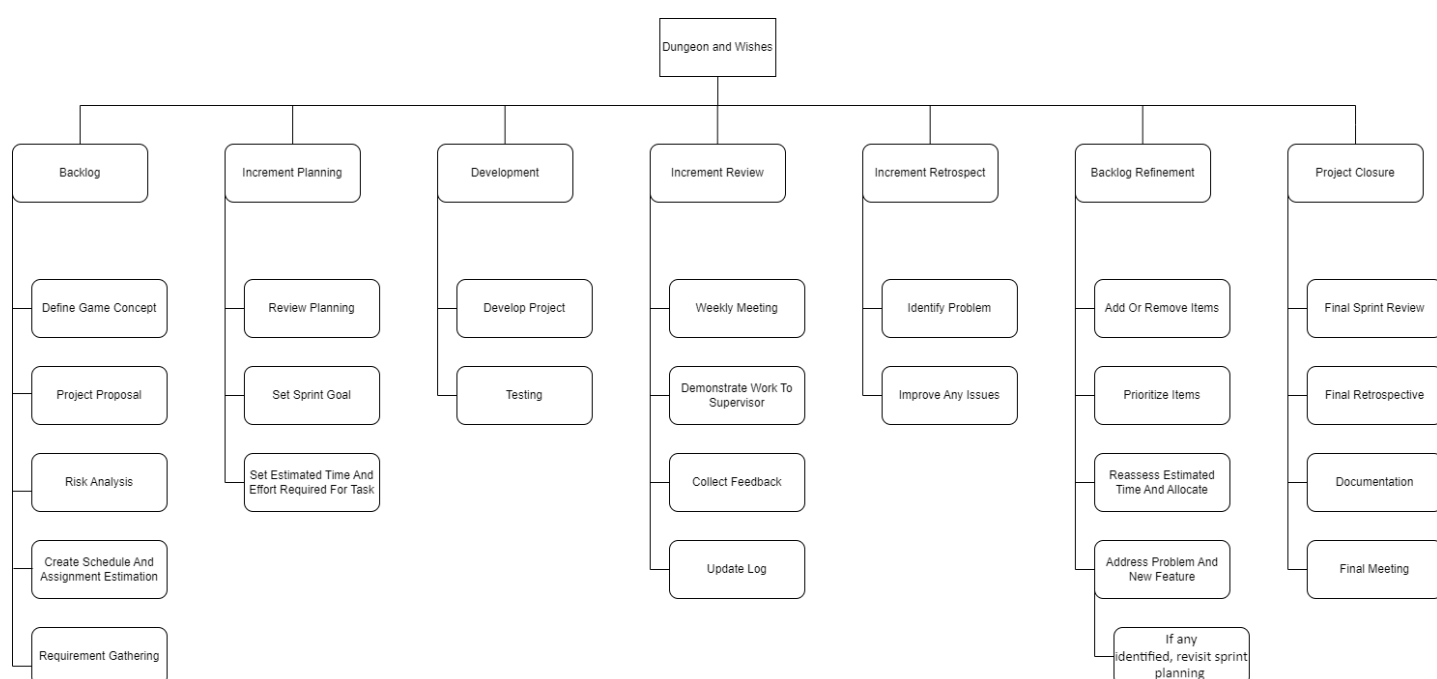 Dungeon and Wishes
Backlog
Increment Planning
Development
Increment Review
Increment Retrospect
Backlog Refinement
Project Closure
Define Game Concept
Review Planning
Develop Project
Weekly Meeting
Identify Problem
Add Or Remove Items
Final Sprint Review
Project Proposal
Set Sprint Goal
Testing
Demonstrate Work To
Supervisor
Improve Any Issues
Prioritize Items
Final Retrospective
Risk Analysis
Set Estimated Time And
Effort Required For Task
Collect Feedback
Reassess Estimated
Time And Allocate
Documentation
Create Schedule And
Assignment Estimation
Update Log
Address Problem And
New Feature
Final Meeting
Requirement Gathering
If any
identified, revisit sprint
planning